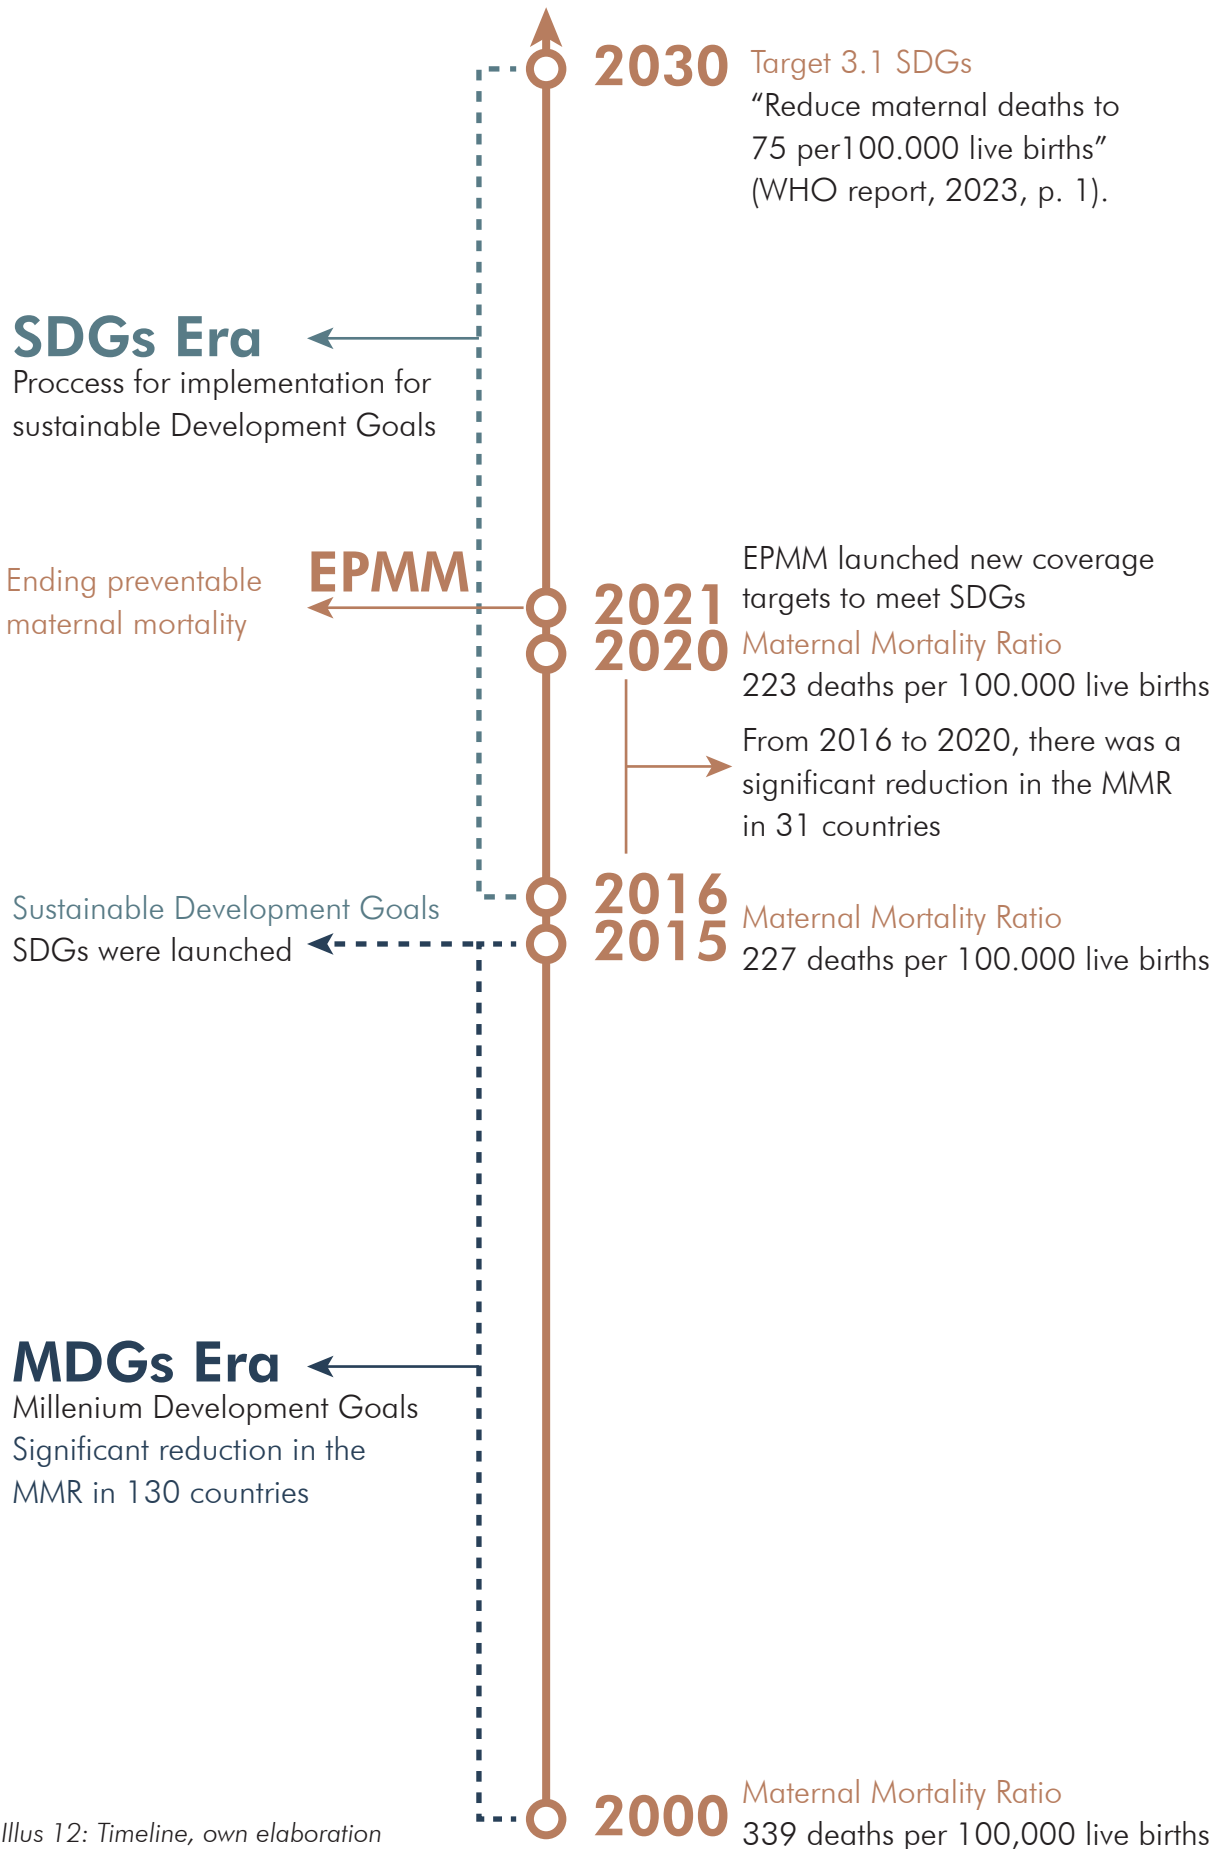 2030
Target 3.1 SDGs
“Reduce maternal deaths to
75 per100.000 live births”
(WHO report, 2023, p. 1).
SDGs Era
Proccess for implementation for
sustainable Development Goals
EPMM
Ending preventable
maternal mortality
2021
EPMM launched new coverage
targets to meet SDGs
2020
Maternal Mortality Ratio
223 deaths per 100.000 live births
From 2016 to 2020, there was a
significant reduction in the MMR
in 31 countries
2016
Sustainable Development Goals
SDGs were launched
2015
Maternal Mortality Ratio
227 deaths per 100.000 live births
MDGs Era
Millenium Development Goals
Significant reduction in the
MMR in 130 countries
2000
Maternal Mortality Ratio
339 deaths per 100,000 live births
Illus 12: Timeline, own elaboration